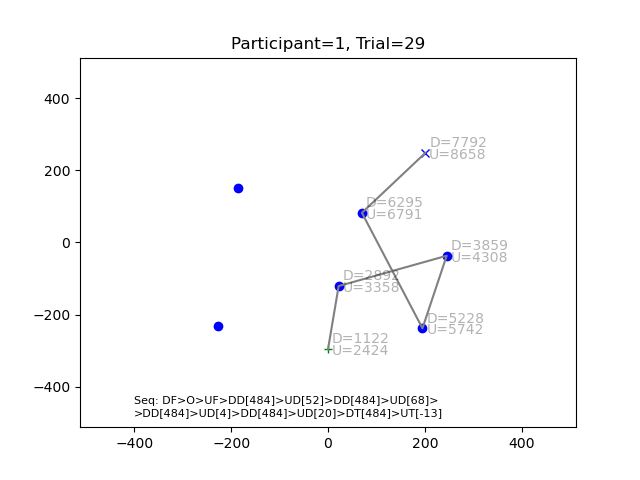 Participant=1, Trial=29
400
200
0
−200
−400
−400
−200
0
200
400
D=7792
U=8658
D=6295
U=6791
D=3859
U=4308
D=2892
U=3358
D=5228
U=5742
D=1122
U=2424
Seq: DF>O>UF>DD[484]>UD[52]>DD[484]>UD[68]>
>DD[484]>UD[4]>DD[484]>UD[20]>DT[484]>UT[-13]